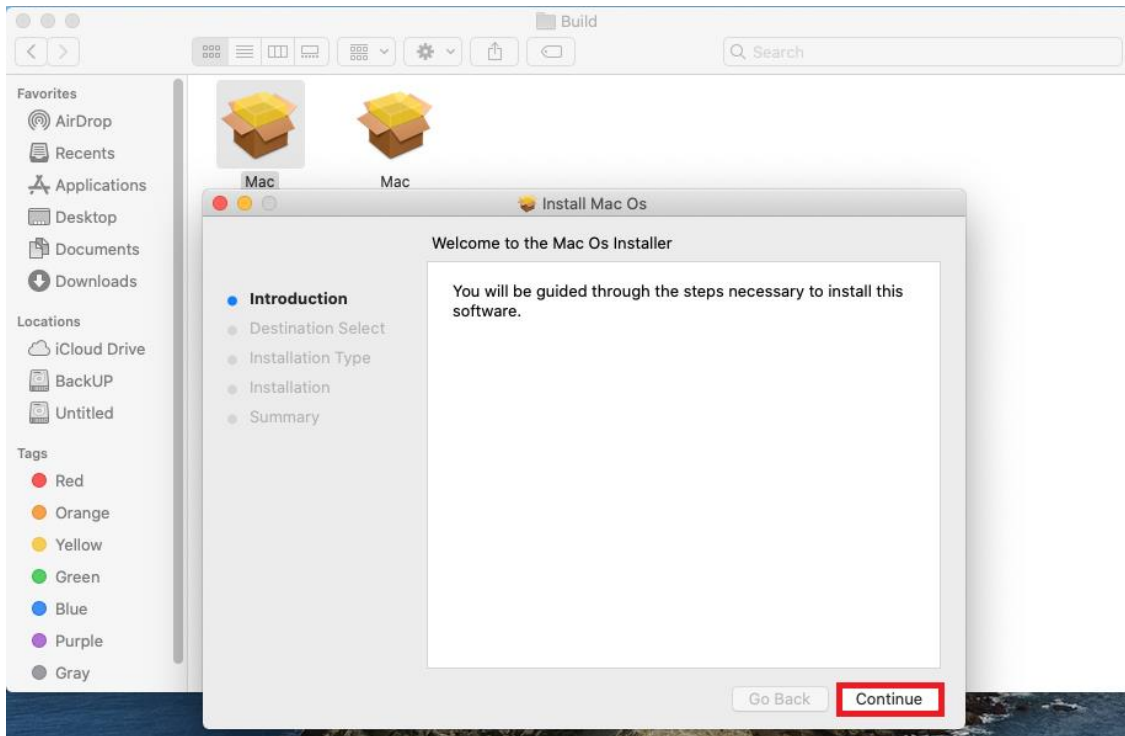 Build
Search
Favorites
AirDrop
Recents
Applications
Desktop
Documents
Downloads
Locations
iCloud Drive
BackUP
Untitled
Tags
Red
Orange
Yellow
Green
Blue
Purple
Gray
Mac
Mac
Install Mac Os
Welcome to the Mac Os Installer
Introduction
Destination Select
Installation Type
Installation
Summary
You will be guided through the steps necessary to install this
software.
Go Back
Continue